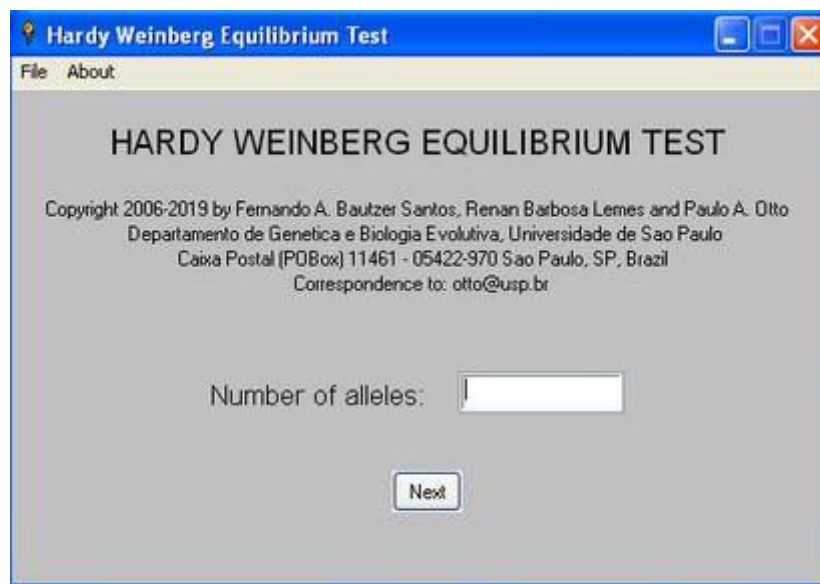 Hardy Weinberg Equilibrium Test
File About
HARDY WEINBERG EQUILIBRIUM TEST
Copyright 2006-2019 by Fernando A. Bautzer Santos, Renan Barbosa Lemes and Paulo A. Otto
Departamento de Genetica e Biologia Evolutiva, Universidade de Sao Paulo
Caixa Postal (POBox) 11461 - 05422-970 Sao Paulo, SP, Brazil
Correspondence to: otto@usp.br
Number of alleles:
Next